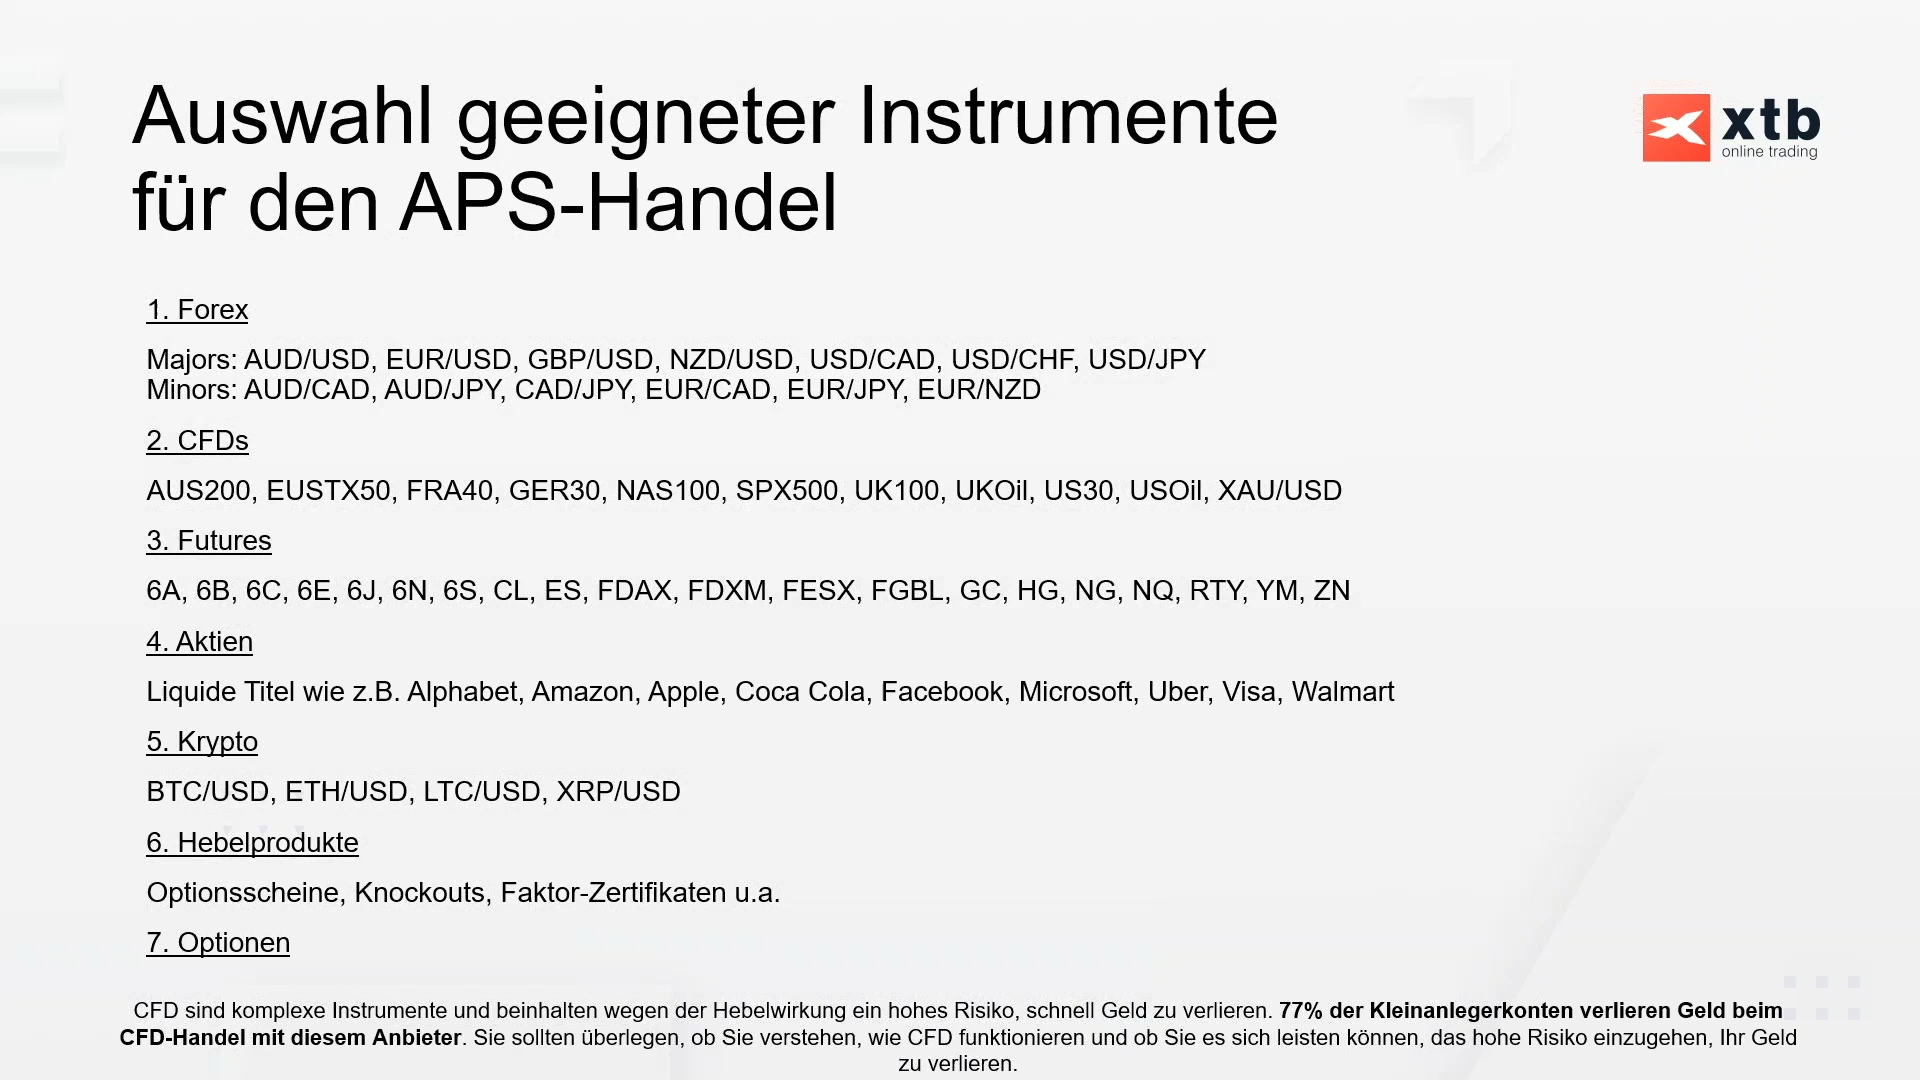 Auswahl geeigneter Instrumente
für den APS-Handel
xtb
online trading
1. Forex
Majors: AUD/USD, EUR/USD, GBP/USD, NZD/USD, USD/CAD, USD/CHF, USD/JPY
Minors: AUD/CAD, AUD/JPY, CAD/JPY, EUR/CAD, EUR/JPY, EUR/NZD
2. CFDs
AUS200, EUSTX50, FRA40, GER30, NAS100, SPX500, UK100, UKOil, US30, USOil, XAU/USD
3. Futures
6A, 6B, 6C, 6E, 6J, 6N, 6S, CL, ES, FDAX, FDXM, FESX, FGBL, GC, HG, NG, NQ, RTY, YM, ZN
4. Aktien
Liquide Titel wie z.B. Alphabet, Amazon, Apple, Coca Cola, Facebook, Microsoft, Uber, Visa, Walmart
5. Krypto
BTC/USD, ETH/USD, LTC/USD, XRP/USD
6. Hebelprodukte
Optionsscheine, Knockouts, Faktor-Zertifikaten u.a.
7. Optionen
CFD sind komplexe Instrumente und beinhalten wegen der Hebelwirkung ein hohes Risiko, schnell Geld zu verlieren. 77% der Kleinanlegerkonten verlieren Geld beim
CFD-Handel mit diesem Anbieter. Sie sollten überlegen, ob Sie verstehen, wie CFD funktionieren und ob Sie es sich leisten können, das hohe Risiko einzugehen, Ihr Geld
zu verlieren.